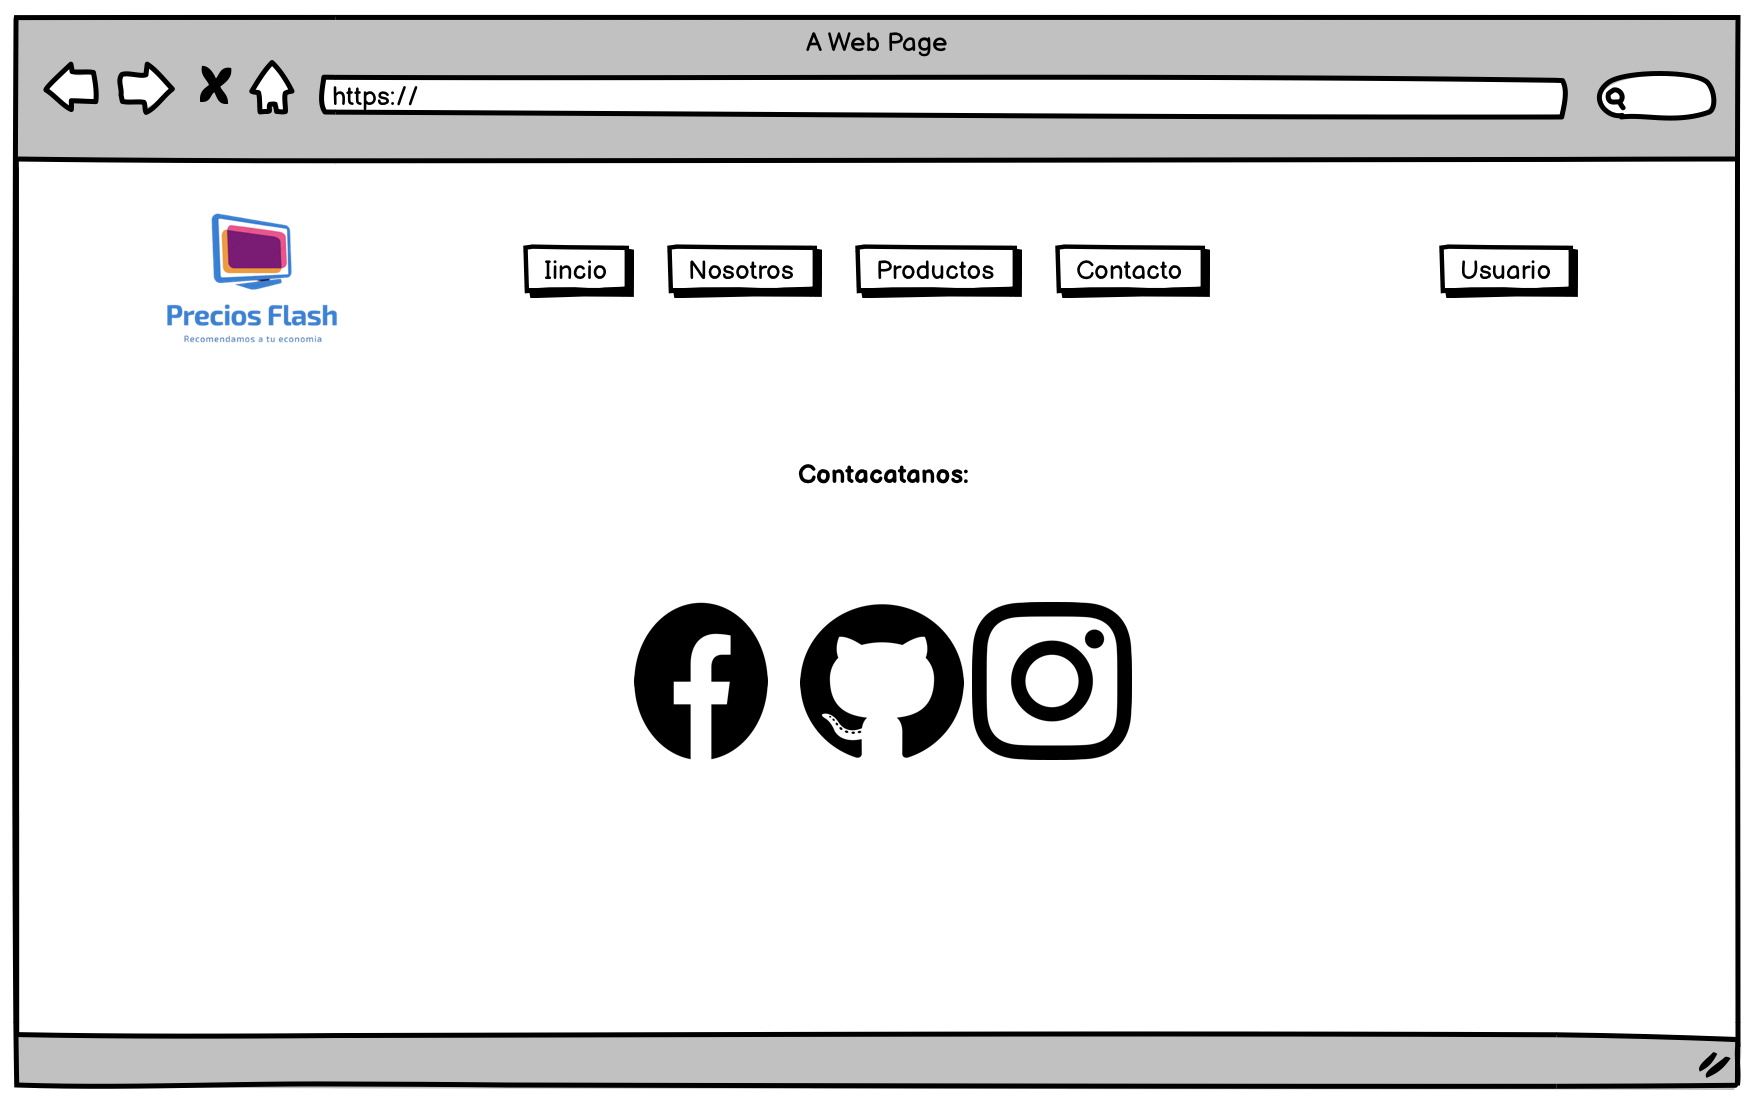 A Web Page
https://
Precios Flash
Recomendamos a tu economia
Iincio
Nosotros
Productos
Contacto
Usuario
Contacatanos: